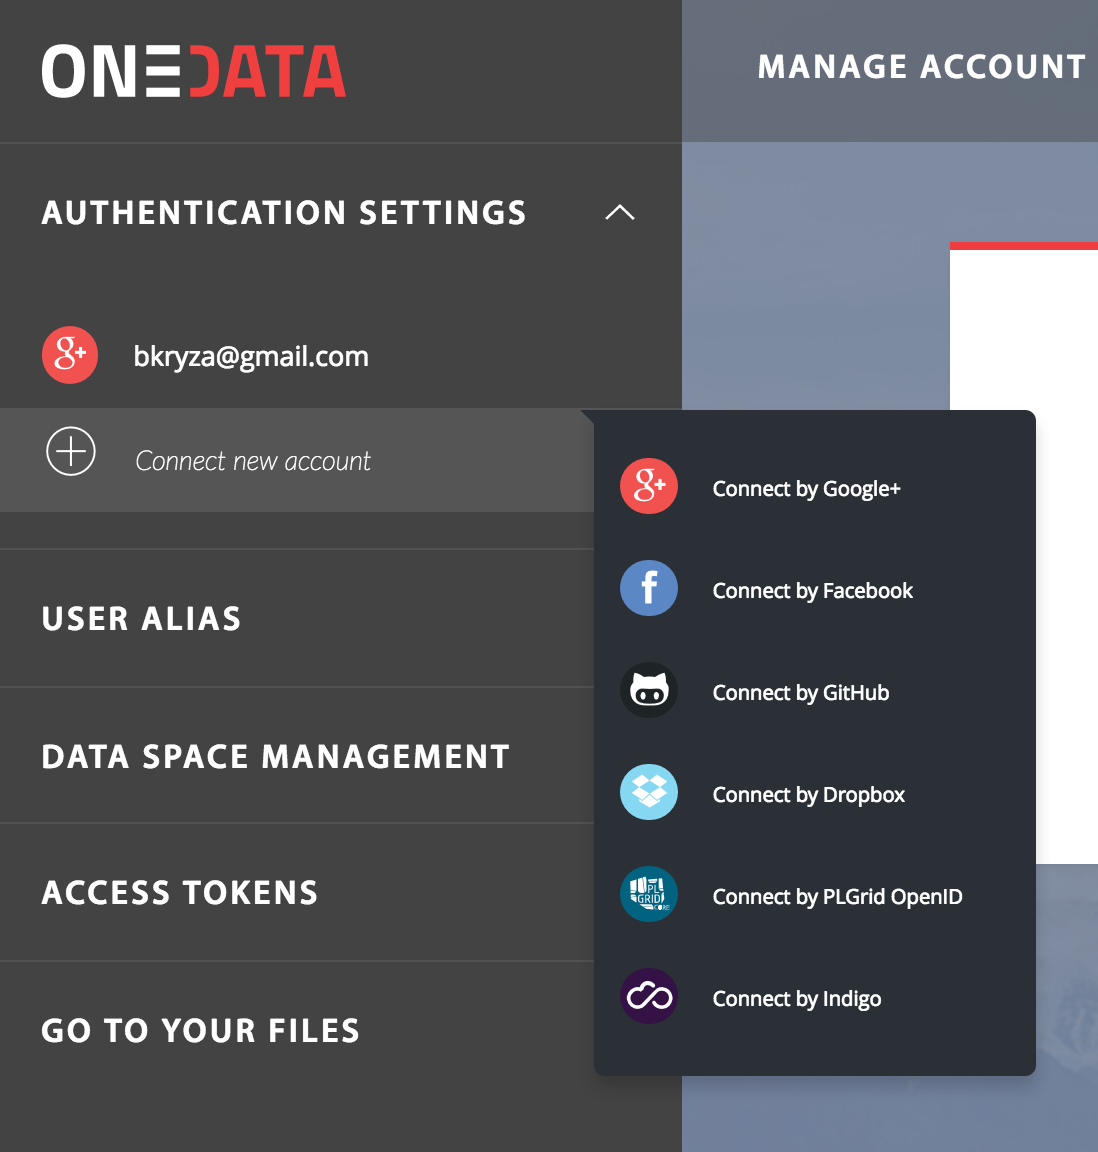 ONEDATA
MANAGE ACCOUNT
AUTHENTICATION SETTINGS
g+
bkryza@gmail.com
Connect new account
g+
Connect by Google+
f
Connect by Facebook
Connect by GitHub
Connect by Dropbox
PL
GRID
CORE
Connect by PLGrid OpenID
Connect by Indigo
USER ALIAS
DATA SPACE MANAGEMENT
ACCESS TOKENS
GO TO YOUR FILES